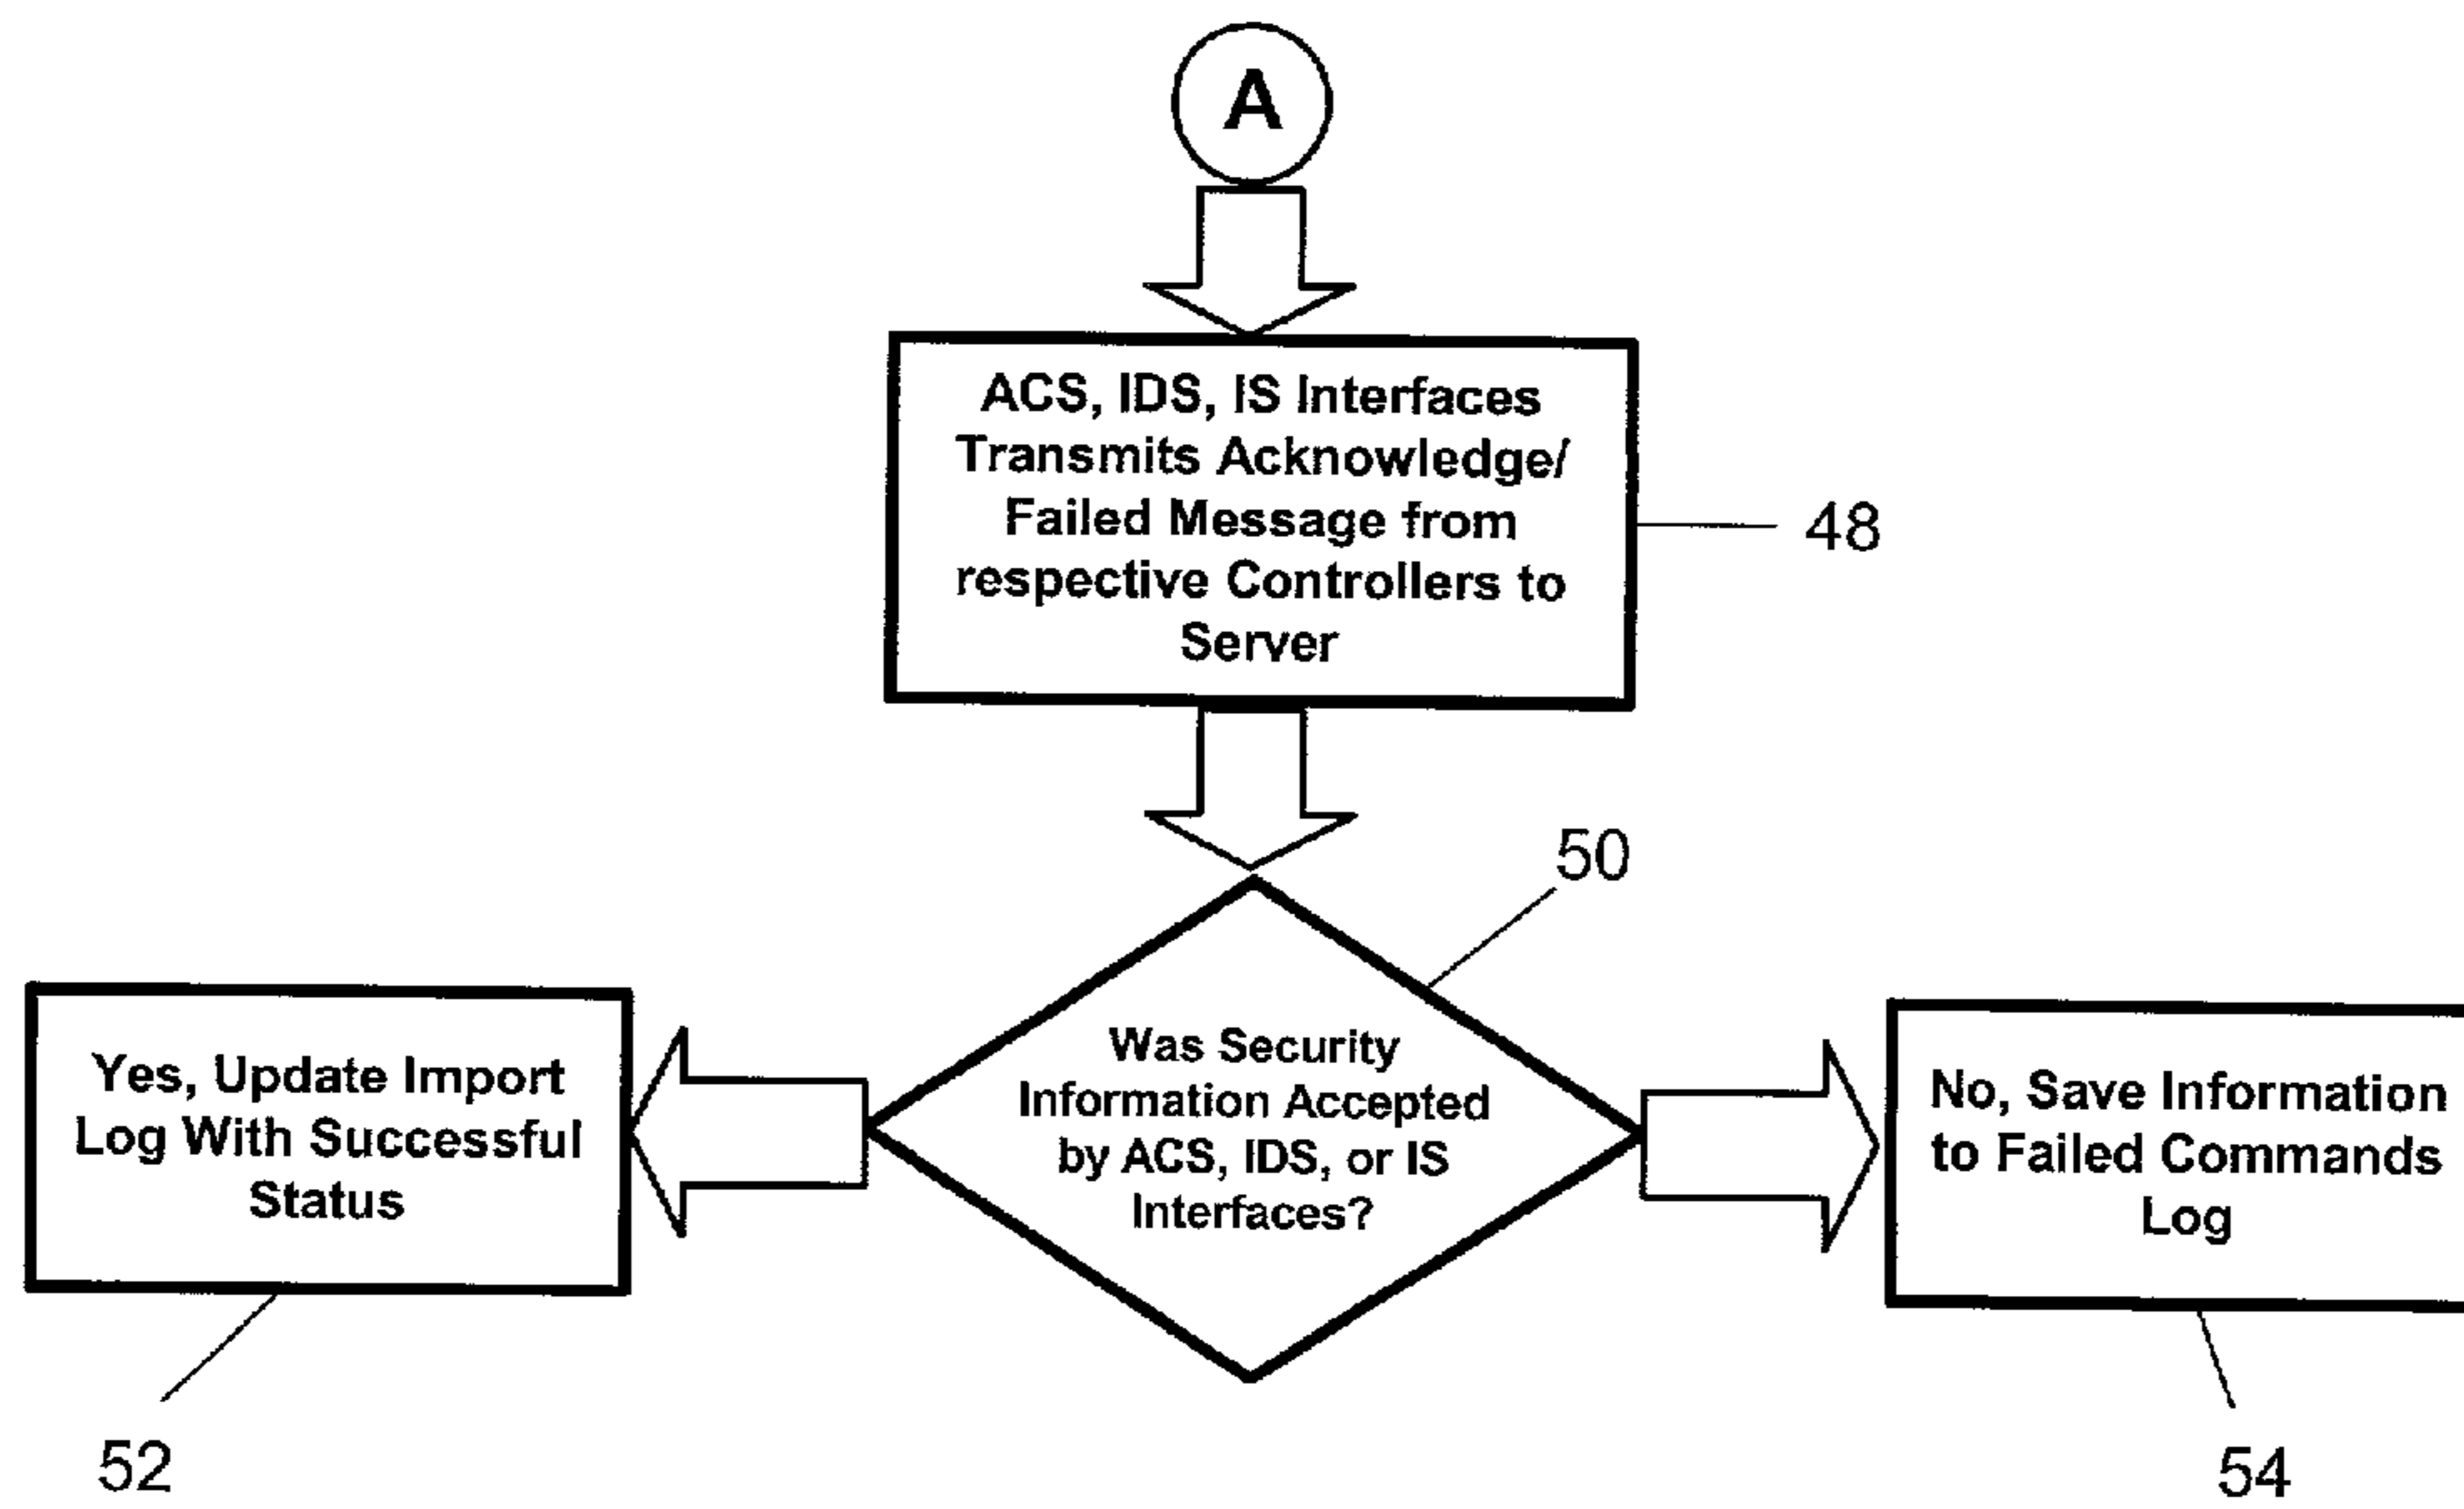 A
ACS, IDS, IS Interfaces
Transmits Acknowledge/
Failed Message from
respective Controllers to
Server
48
50
Was Security
Information Accepted
by ACS, IDS, or IS
Interfaces?
Yes, Update Import
Log With Successful
Status
No, Save Information
to Failed Commands
Log
52
54